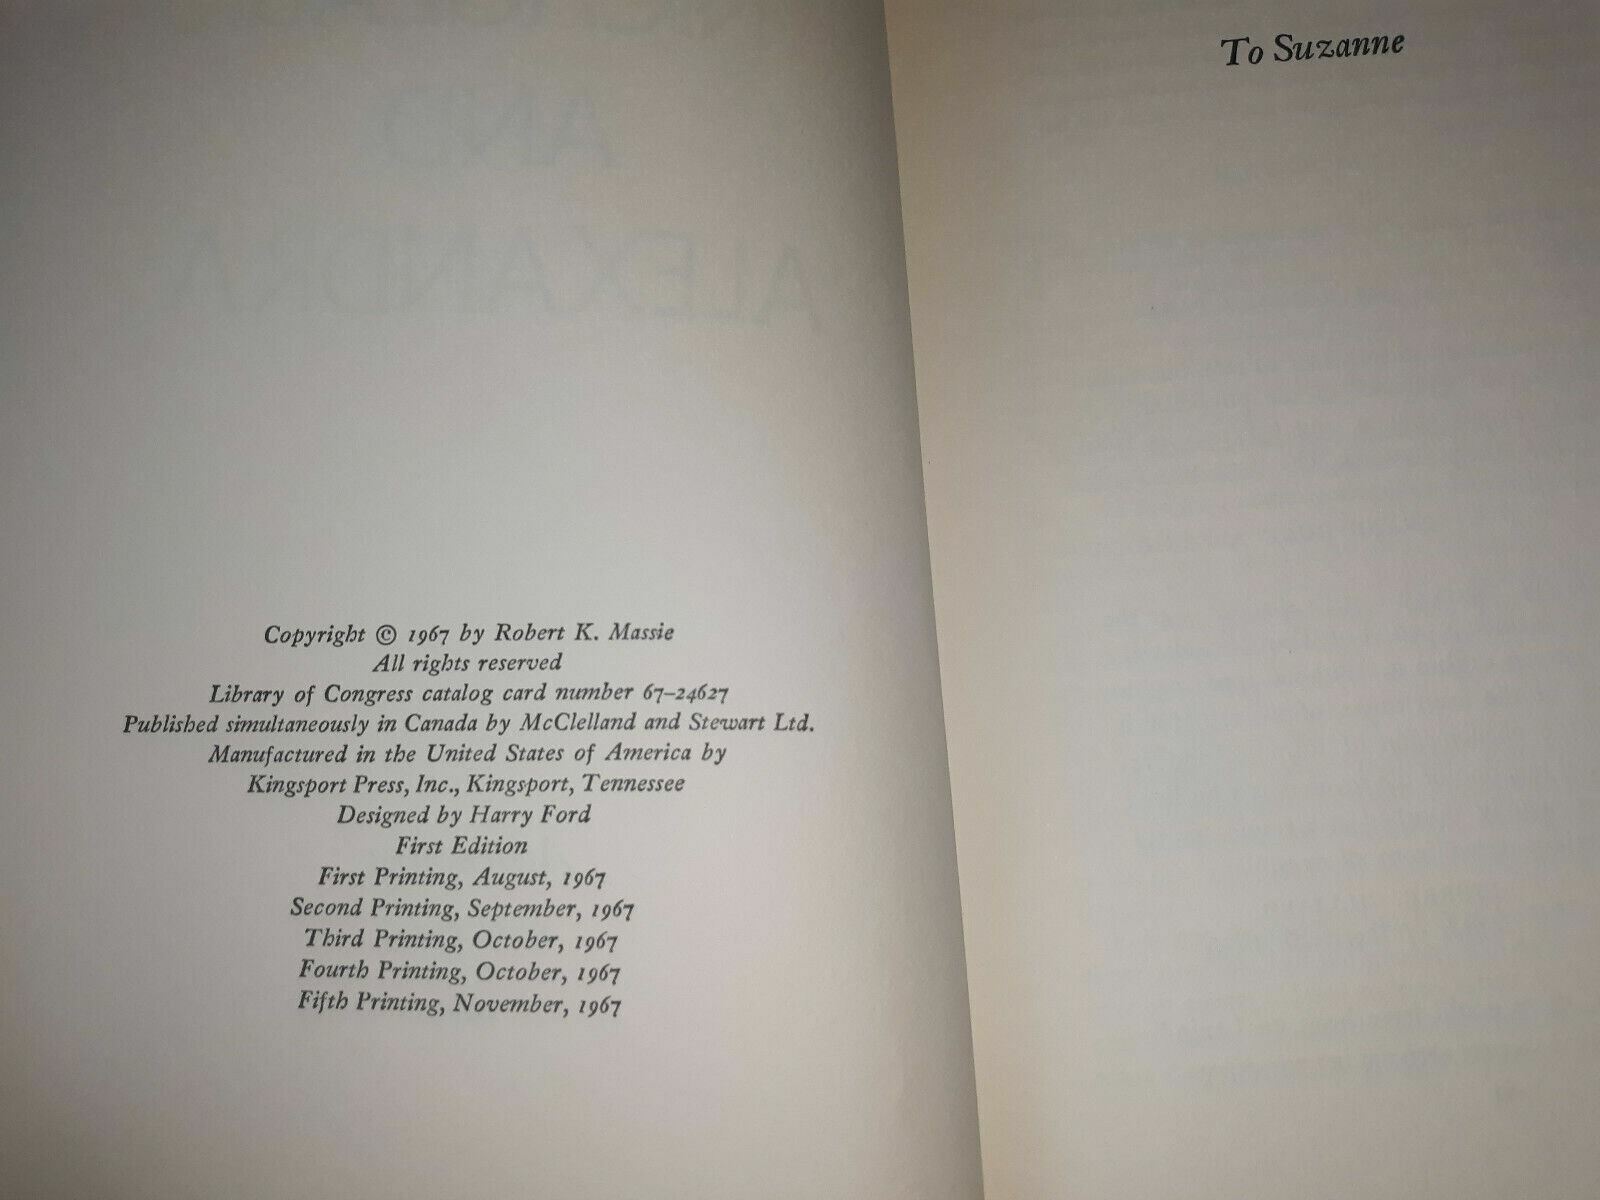 Copyright © 1967 by Robert K. Massie
All rights reserved
Library of Congress catalog card number 67–24627
Published simultaneously in Canada by McClelland and Stewart Ltd.
Manufactured in the United States of America by
Kingsport Press, Inc., Kingsport, Tennessee
Designed by Harry Ford
First Edition
First Printing, August, 1967
Second Printing, September, 1967
Third Printing, October, 1967
Fourth Printing, October, 1967
Fifth Printing, November, 1967
To Suzanne
AND
ALEXANDRA